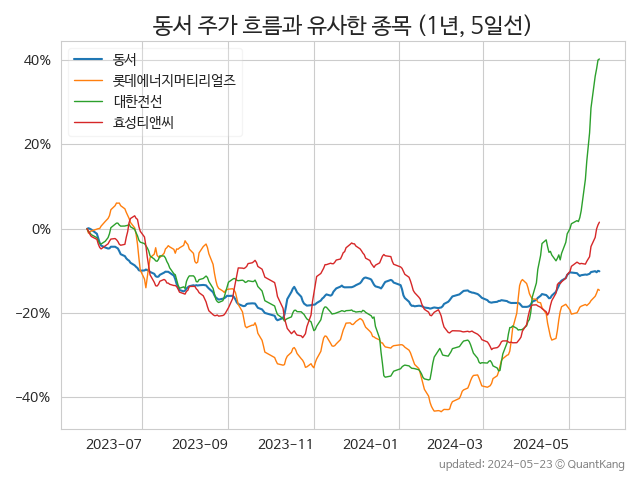 동서 주가 흐름과 유사한 종목 (1년, 5일선)
동서
롯데에너지머티리얼즈
대한전선
효성티앤씨
40%
20%
0%
−20%
−40%
2023-07 2023-09 2023-11 2024-01 2024-03 2024-05
updated: 2024-05-23 © QuantKang